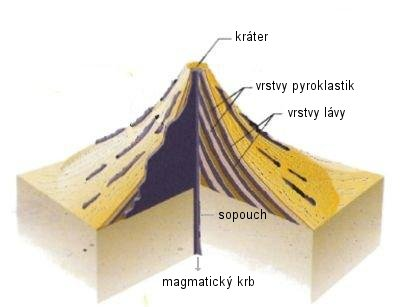 kráter
vrstvy pyroklastik
vrstvy lávy
sopouch
magmatický krb